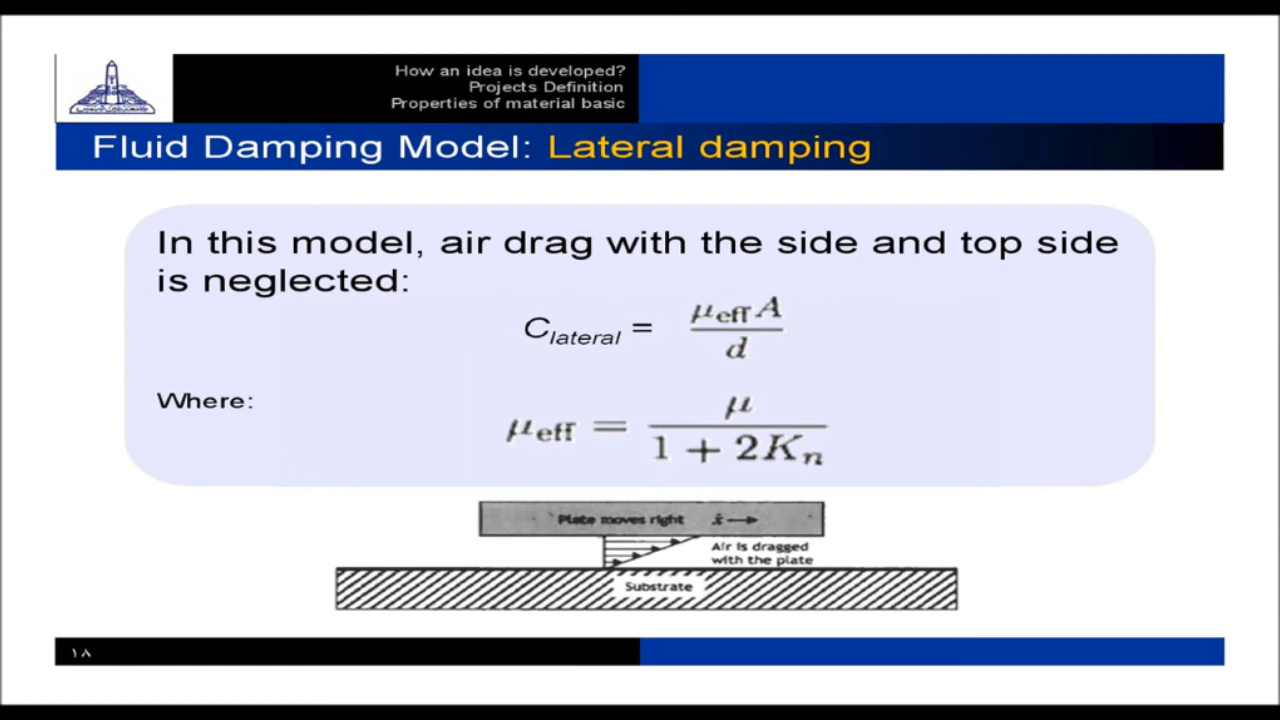 How an idea is developed?
Projects Definition
Properties of material basic
Fluid Damping Model: Lateral damping
In this model, air drag with the side and top side
is neglected:
C_lateral = μ_eff A / d
Where:
μ_eff = μ / (1 + 2K_n)
Plate moves right ẋ →
Air is dragged
with the plate
Substrate
١٨